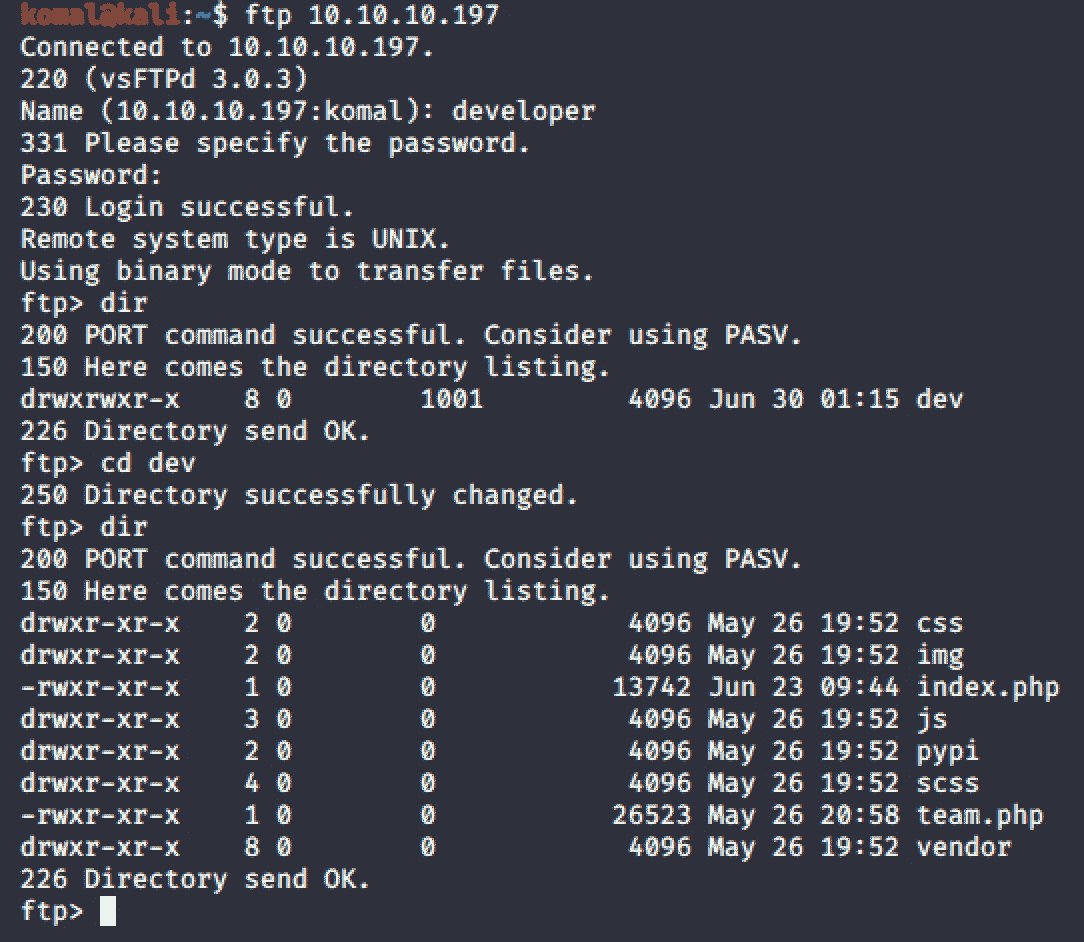 komal@kali:~$ ftp 10.10.10.197
Connected to 10.10.10.197.
220 (vsFTPd 3.0.3)
Name (10.10.10.197:komal): developer
331 Please specify the password.
Password:
230 Login successful.
Remote system type is UNIX.
Using binary mode to transfer files.
ftp> dir
200 PORT command successful. Consider using PASV.
150 Here comes the directory listing.
drwxrwxr-x    8 0        1001         4096 Jun 30 01:15 dev
226 Directory send OK.
ftp> cd dev
250 Directory successfully changed.
ftp> dir
200 PORT command successful. Consider using PASV.
150 Here comes the directory listing.
drwxr-xr-x    2 0        0            4096 May 26 19:52 css
drwxr-xr-x    2 0        0            4096 May 26 19:52 img
-rwxr-xr-x    1 0        0           13742 Jun 23 09:44 index.php
drwxr-xr-x    3 0        0            4096 May 26 19:52 js
drwxr-xr-x    2 0        0            4096 May 26 19:52 pypi
drwxr-xr-x    4 0        0            4096 May 26 19:52 scss
-rwxr-xr-x    1 0        0           26523 May 26 20:58 team.php
drwxr-xr-x    8 0        0            4096 May 26 19:52 vendor
226 Directory send OK.
ftp>